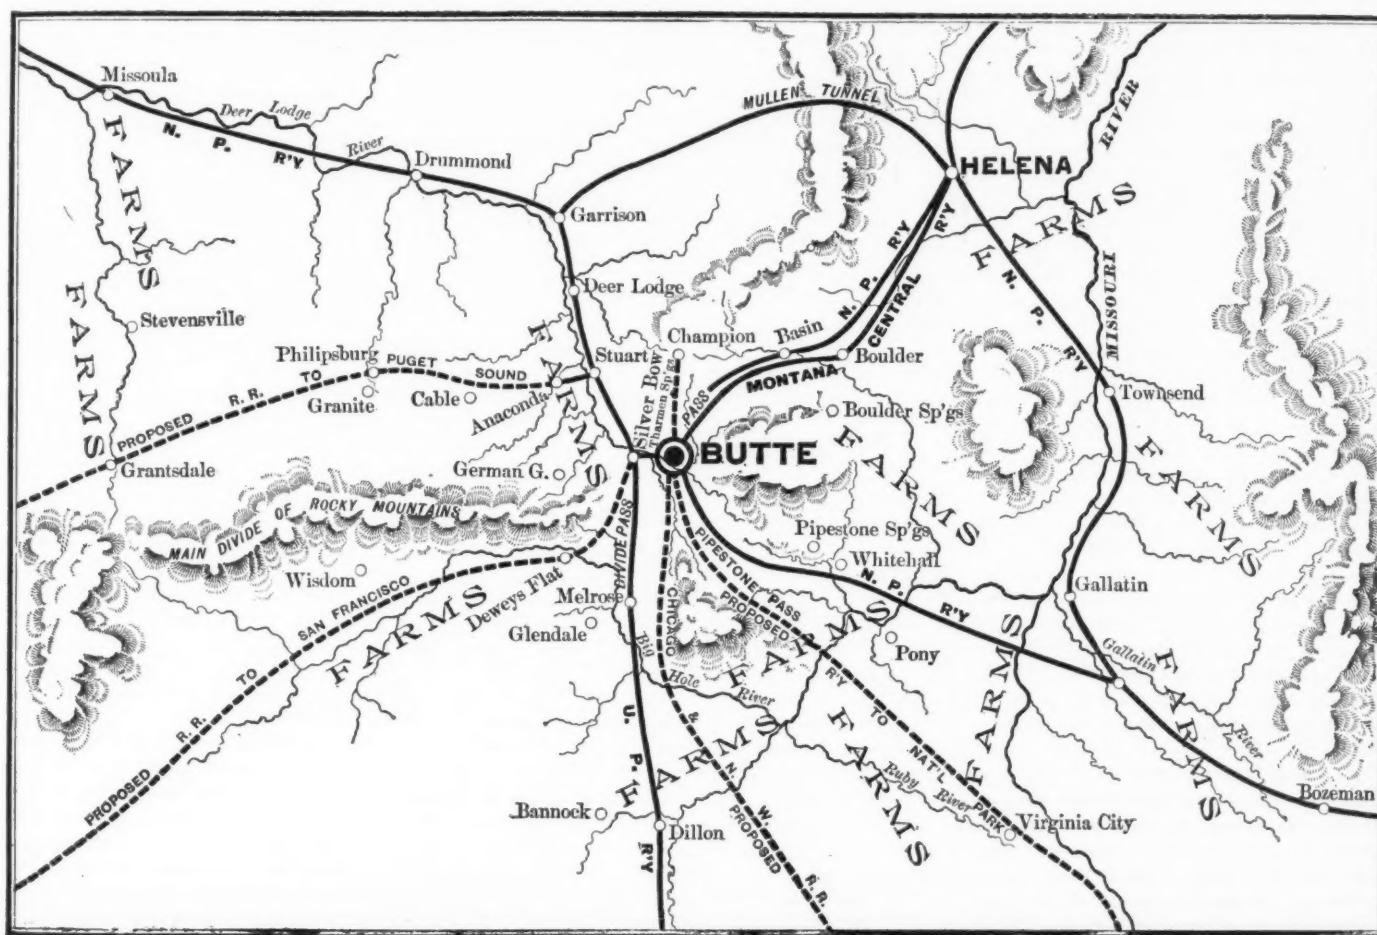 Missoula
Deer Lodge
River
N. P. R'Y
Drummond
FARMS
FARMS
Stevensville
Garrison
MULLEN TUNNEL
HELENA
RIVER
MISSOURI
FARMS
N. P. R'Y
N. P. R'Y
MONTANA CENTRAL R'Y
Deer Lodge
Champion
Basin
Boulder
Philipsburg
Granite
Cable
Anaconda
Stuart
Silver Bow
Tharmen Sp'gs
PASS
Boulder Sp'gs
Townsend
PROPOSED R. R. TO PUGET SOUND
Grantsdale
FARMS
German G.
BUTTE
FARMS
FARMS
MAIN DIVIDE OF ROCKY MOUNTAINS
Wisdom
Pipestone Sp'gs
Whitehall
Gallatin
DIVIDE PASS
Deweys Flat
Melrose
Glendale
PROPOSED R. R. TO SAN FRANCISCO
FARMS
PIPESTONE PASS
PROPOSED R'Y TO NAT'L PARK
N. P. R'Y
FARMS
Pony
FARMS
Gallatin River
FARMS
Big Hole River
CHICAGO & N. W. PROPOSED R. R.
U. P. R'Y
FARMS
FARMS
Ruby River
Bannock
Dillon
Virginia City
Bozeman